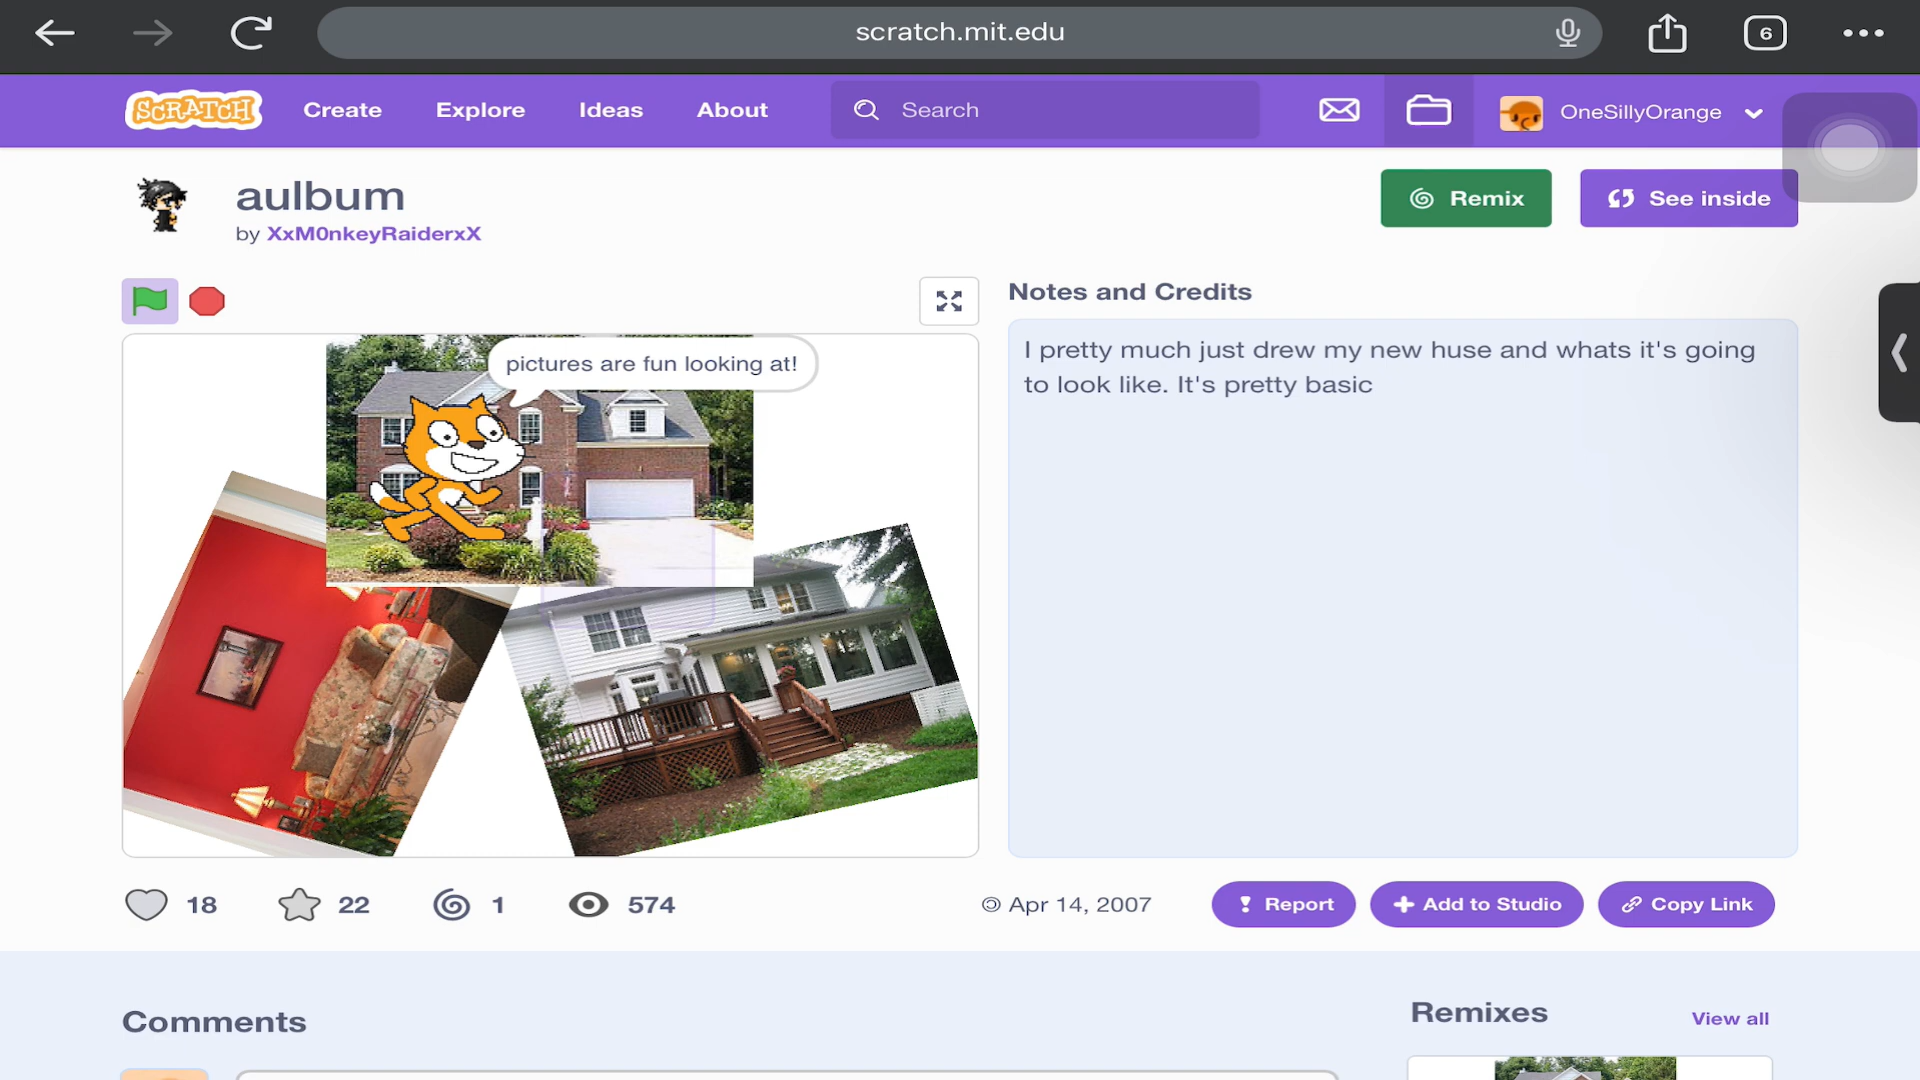 scratch.mit.edu
6
SCRATCH
Create
Explore
Ideas
About
Search
OneSillyOrange
aulbum
by XxM0nkeyRaiderxX
Remix
See inside
pictures are fun looking at!
Notes and Credits
I pretty much just drew my new huse and whats it's going
to look like. It's pretty basic
18
22
1
574
© Apr 14, 2007
Report
Add to Studio
Copy Link
Comments
Remixes
View all